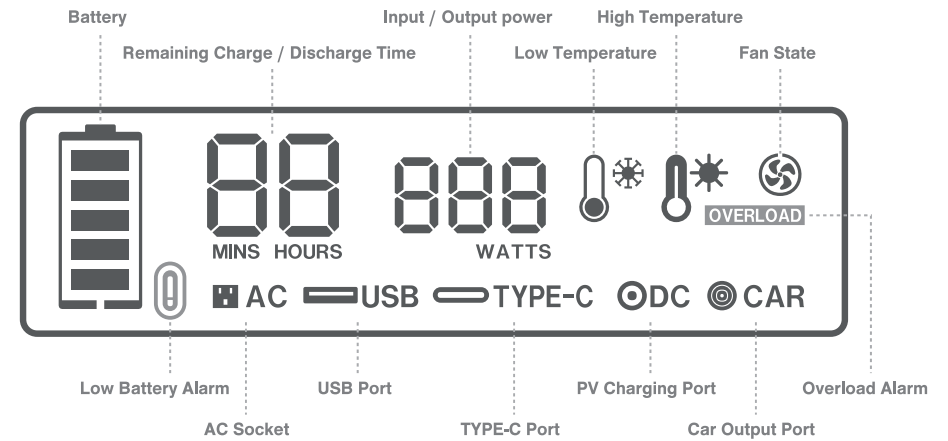 Battery
Input / Output power
High Temperature
Remaining Charge / Discharge Time
Low Temperature
Fan State
88
888
OVERLOAD
MINS HOURS
WATTS
AC USB TYPE-C DC CAR
Low Battery Alarm
USB Port
PV Charging Port
Overload Alarm
AC Socket
TYPE-C Port
Car Output Port